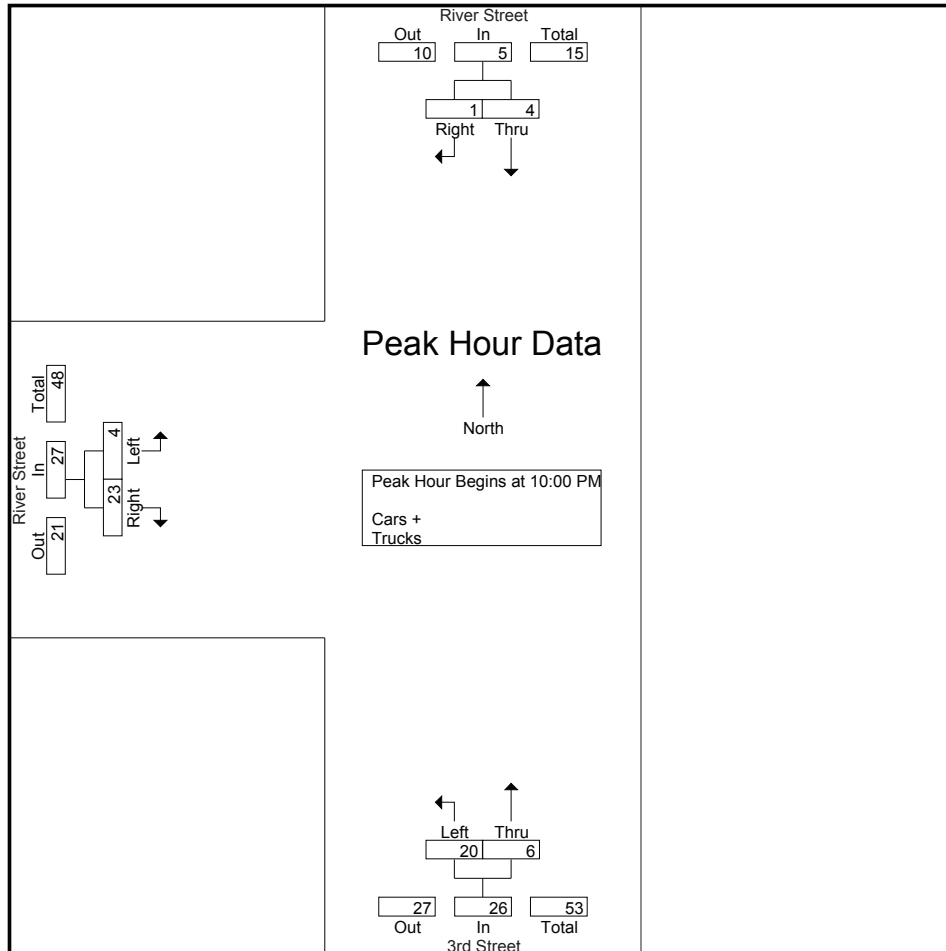 River Street
Out In Total
10 5 15
1 4
Right Thru
Peak Hour Data
North
Peak Hour Begins at 10:00 PM
Cars +
Trucks
River Street
Out In Total
21 27 48
23 4
Right Left
Left Thru
20 6
27 26 53
Out In Total
3rd Street